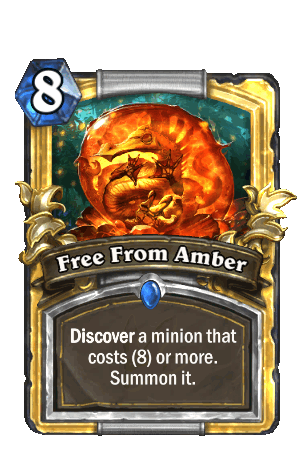 8
Free From Amber
Discover a minion that
costs (8) or more.
Summon it.